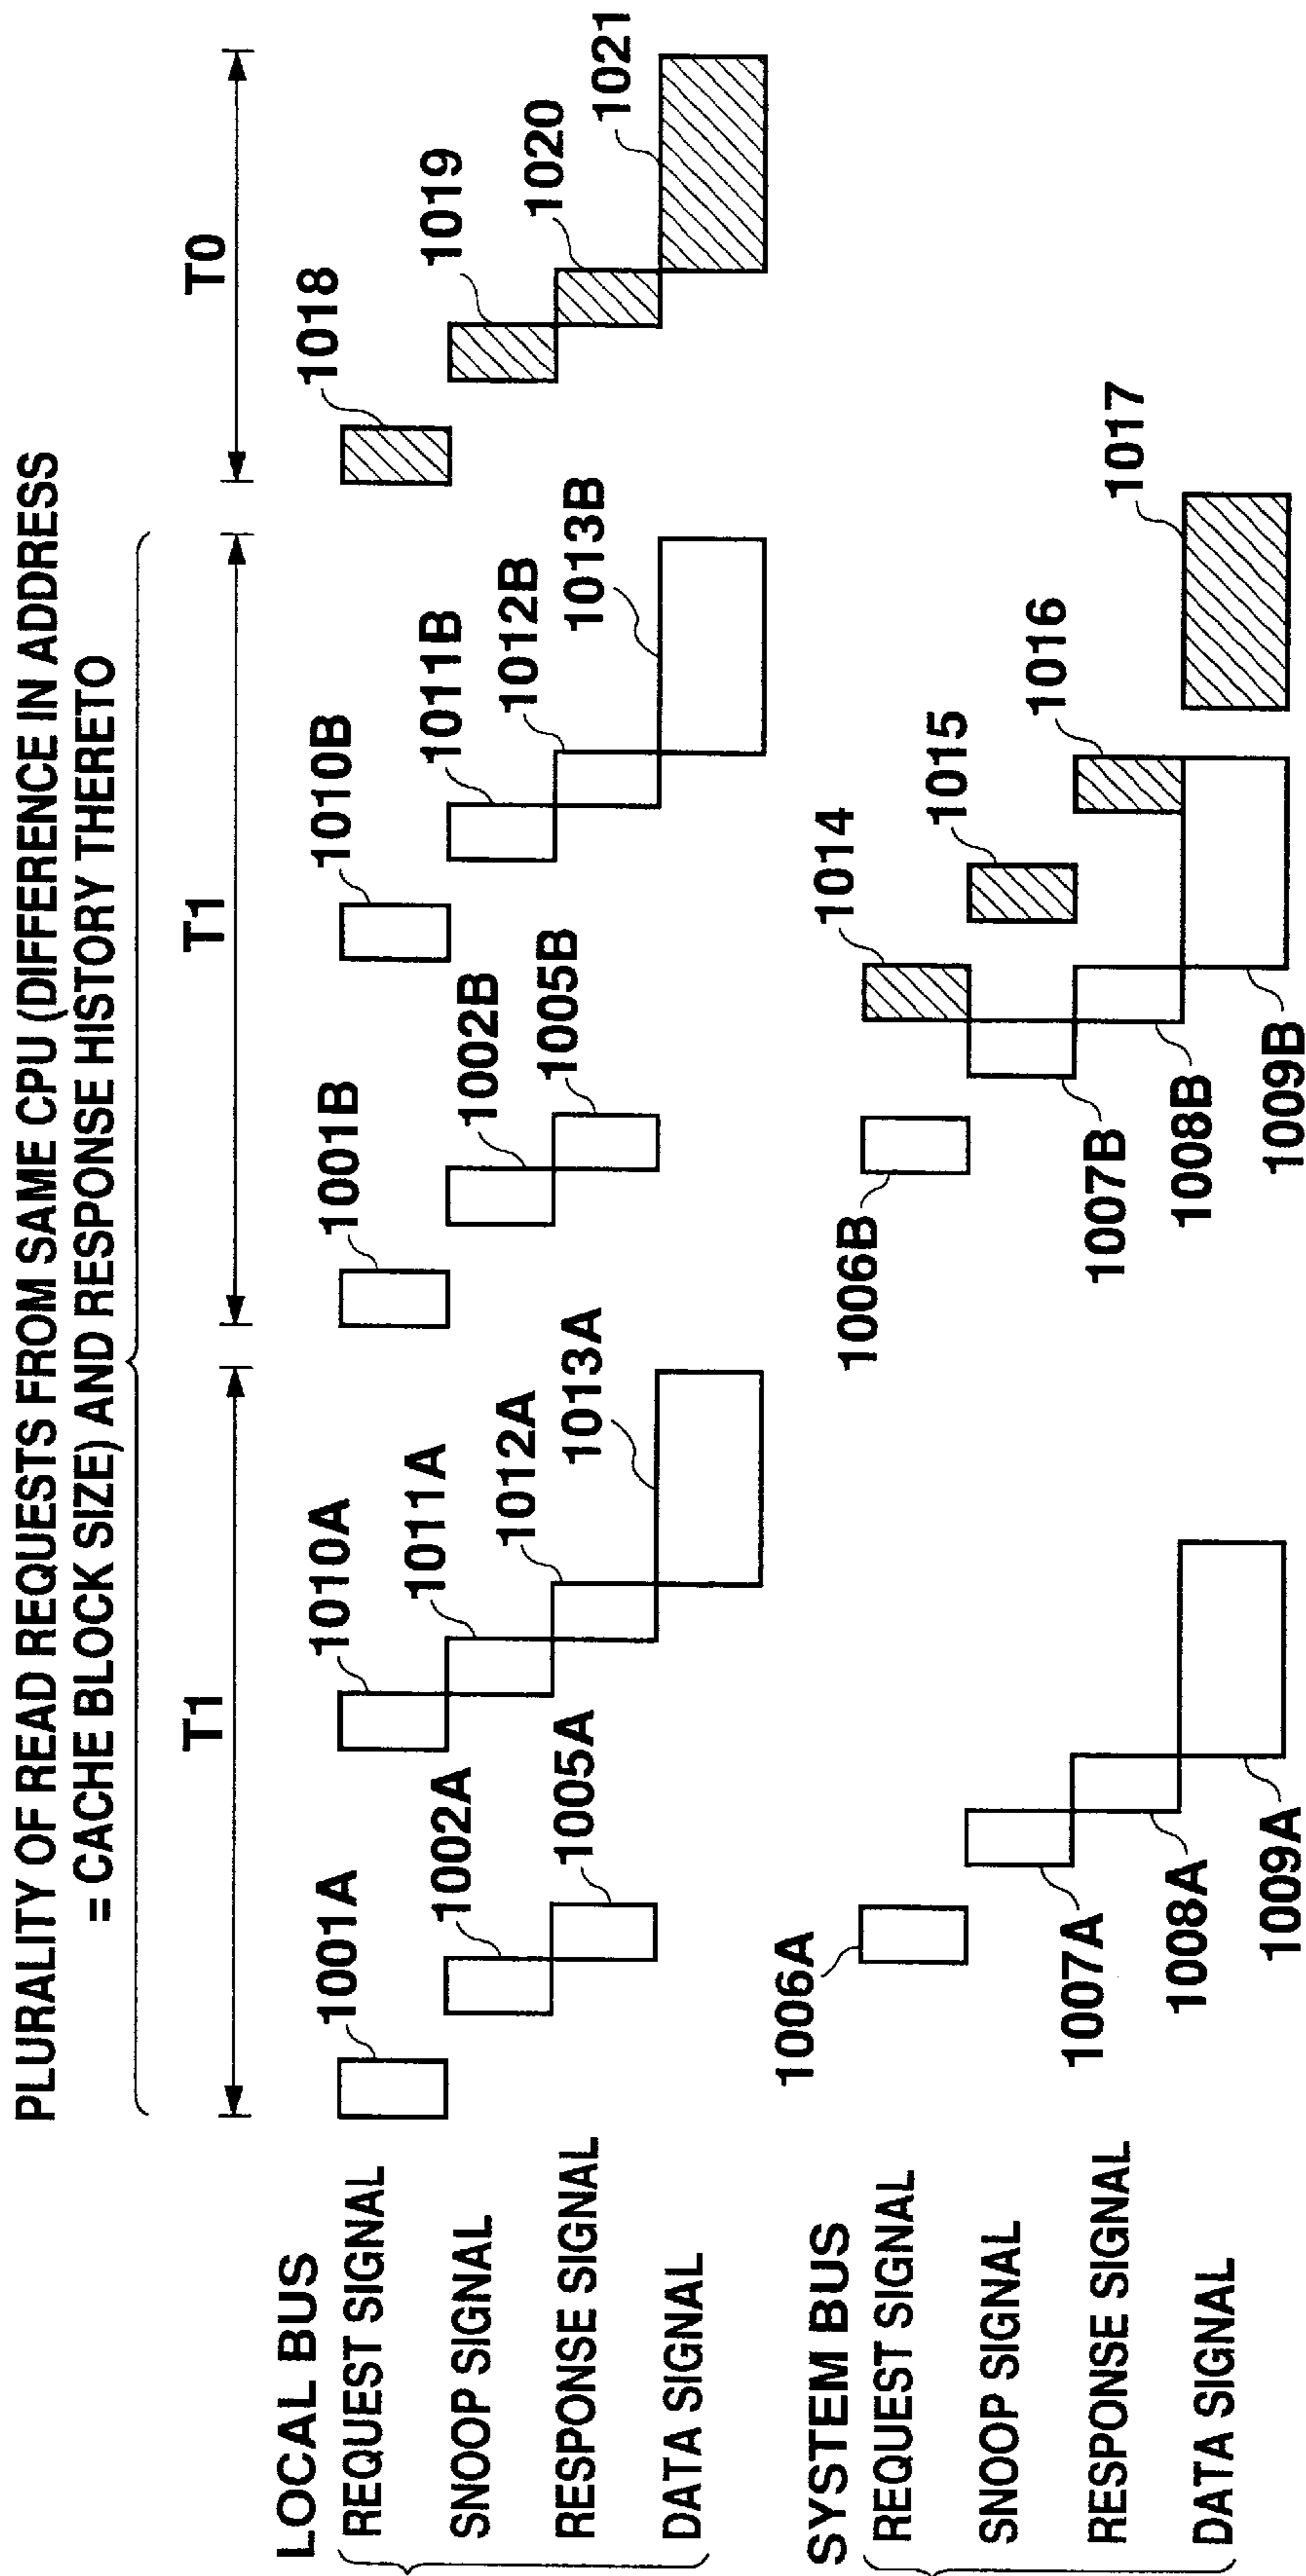 PLURALITY OF READ REQUESTS FROM SAME CPU (DIFFERENCE IN ADDRESS
= CACHE BLOCK SIZE) AND RESPONSE HISTORY THERETO
T1
T1
T0
LOCAL BUS
REQUEST SIGNAL
1001A
1010A
1001B
1010B
1018
SNOOP SIGNAL
1002A
1011A
1002B
1011B
1019
RESPONSE SIGNAL
1005A
1012A
1005B
1012B
1020
DATA SIGNAL
1013A
1013B
1021
SYSTEM BUS
REQUEST SIGNAL
1006A
1006B
1014
SNOOP SIGNAL
1007A
1007B
1015
RESPONSE SIGNAL
1008A
1008B
1016
DATA SIGNAL
1009A
1009B
1017